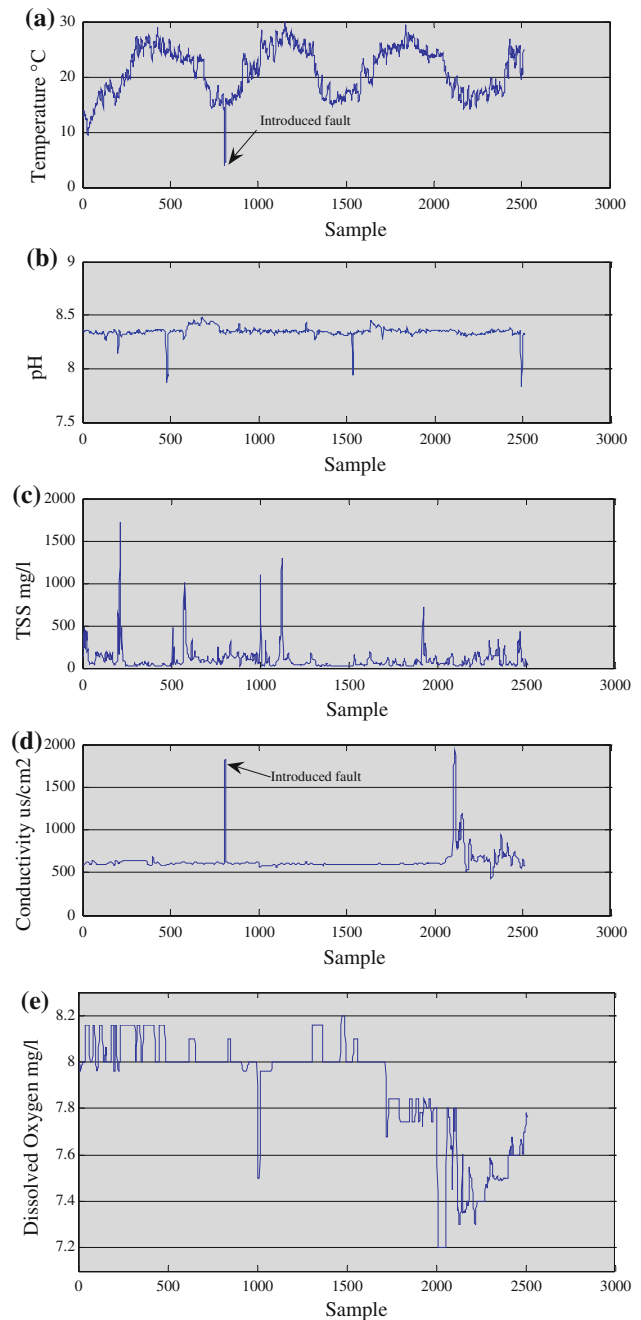 (a)
30
20
10
0
Temperature °C
Introduced fault
0 500 1000 1500 2000 2500 3000
Sample
(b)
9
8.5
8
7.5
pH
0 500 1000 1500 2000 2500 3000
Sample
(c)
2000
1500
1000
500
0
TSS mg/l
0 500 1000 1500 2000 2500 3000
Sample
(d)
2000
1500
1000
500
0
Conductivity us/cm2
Introduced fault
0 500 1000 1500 2000 2500 3000
Sample
(e)
8.2
8
7.8
7.6
7.4
7.2
Dissolved Oxygen mg/l
0 500 1000 1500 2000 2500 3000
Sample